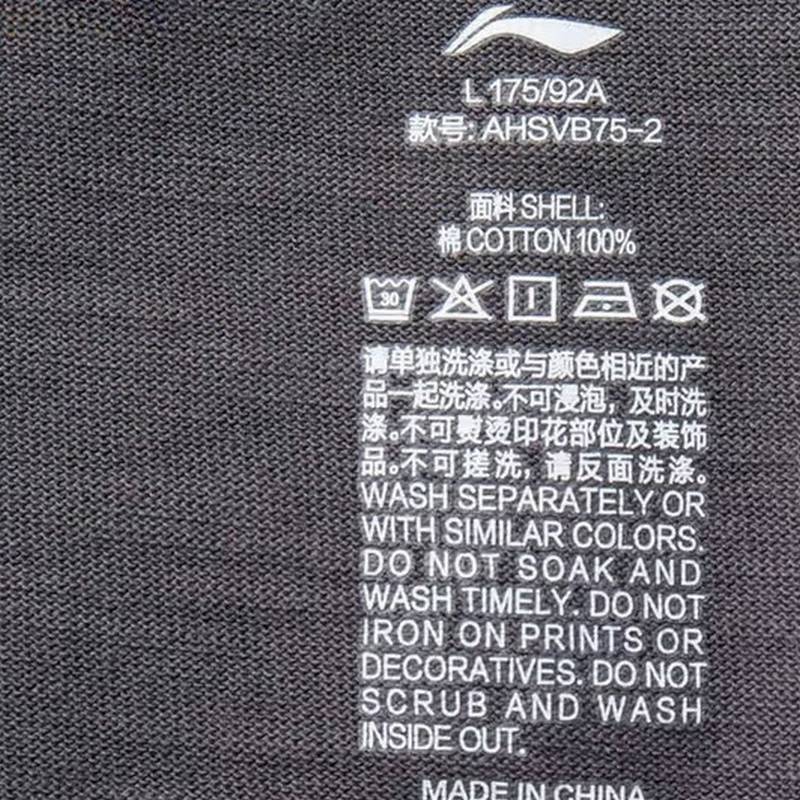 L 175/92A
款号: AHSVB75-2
面料 SHELL:
棉 COTTON 100%
30
请单独洗涤或与颜色相近的产
品一起洗涤。不可浸泡，及时洗
涤。不可熨烫印花部位及装饰
品。不可搓洗，请反面洗涤。
WASH SEPARATELY OR
WITH SIMILAR COLORS.
DO NOT SOAK AND
WASH TIMELY. DO NOT
IRON ON PRINTS OR
DECORATIVES. DO NOT
SCRUB AND WASH
INSIDE OUT.
MADE IN CHINA